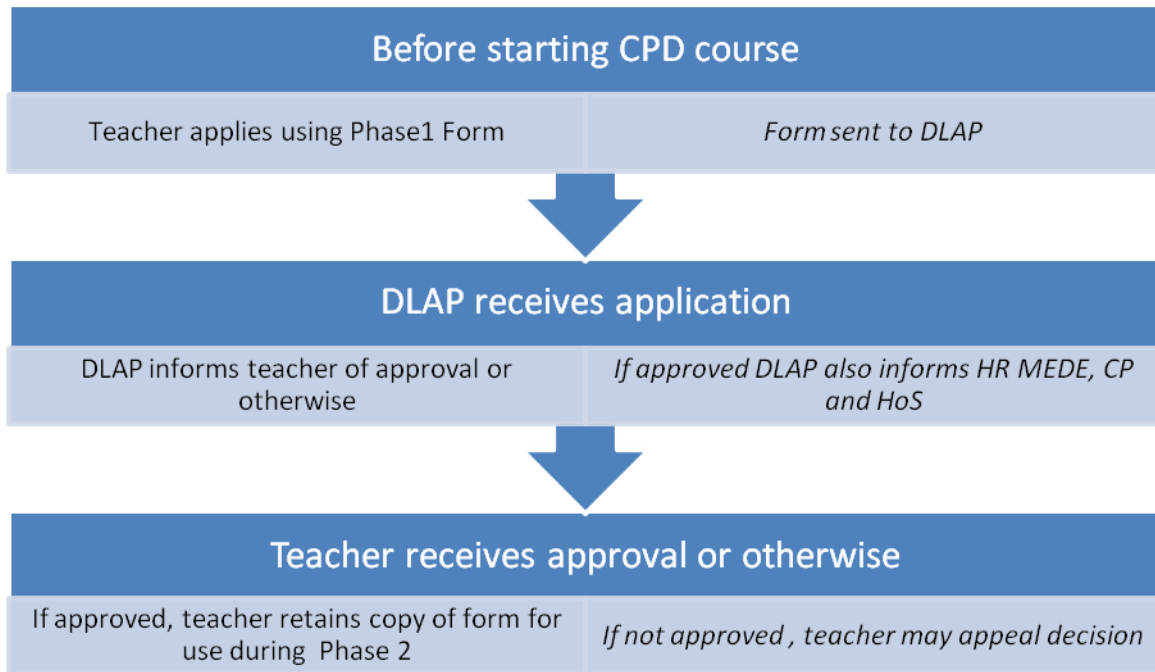 Before starting CPD course
Teacher applies using Phase1 Form
Form sent to DLAP
DLAP receives application
DLAP informs teacher of approval or
otherwise
If approved DLAP also informs HR MEDE, CP
and HoS
Teacher receives approval or otherwise
If approved, teacher retains copy of form for
use during Phase 2
If not approved , teacher may appeal decision